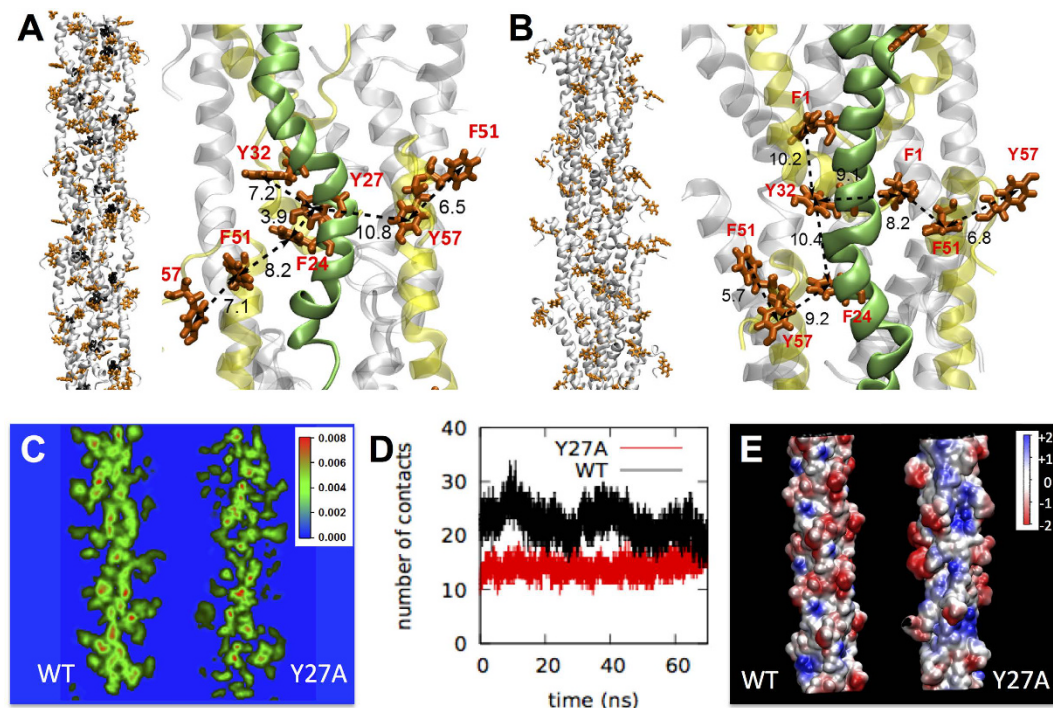 A
Y32
7.2
Y27
F51
3.9
6.5
F51
10.8
Y57
8.2
F24
57
7.1
B
F1
10.2
9.1
F1
Y57
Y32
8.2
F51
10.4
F51
6.8
5.7
9.2
F24
Y57
C
0.008
0.006
0.004
0.002
0.000
WT
Y27A
D
number of contacts
40
30
20
10
0
Y27A
WT
0 20 40 60
time (ns)
E
+2
+1
0
-1
-2
WT
Y27A